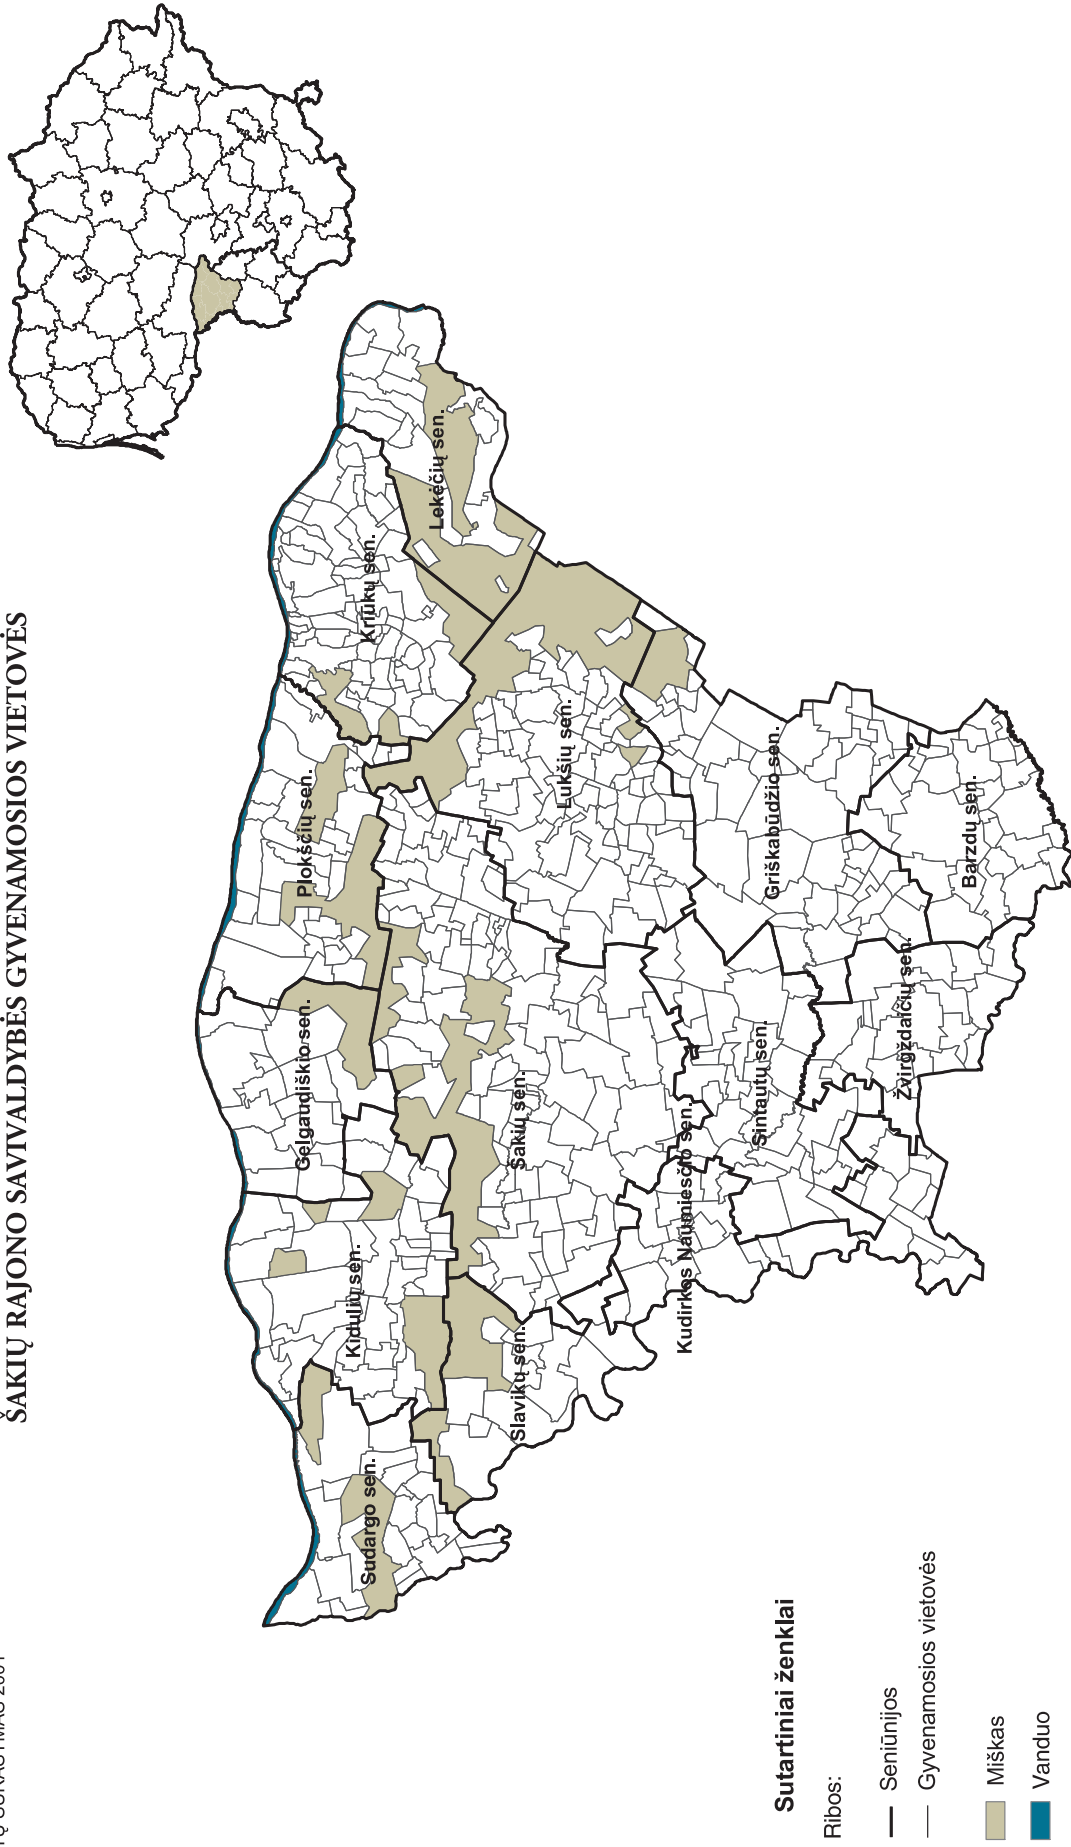 ŠAKIŲ RAJONO SAVIVALDYBĖS GYVENAMOSIOS VIETOVĖS
Sudargo sen.
Kidulių sen.
Gelgaudiškio sen.
Plokščių sen.
Kriūkų sen.
Lekėčių sen.
Slavikų sen.
Šakių sen.
Lukšių sen.
Kudirkos Naumiesčio sen.
Sintautų sen.
Griškabūdžio sen.
Žvirgždaičių sen.
Barzdų sen.
Sutartiniai ženklai
Ribos:
Seniūnijos
Gyvenamosios vietovės
Miškas
Vanduo